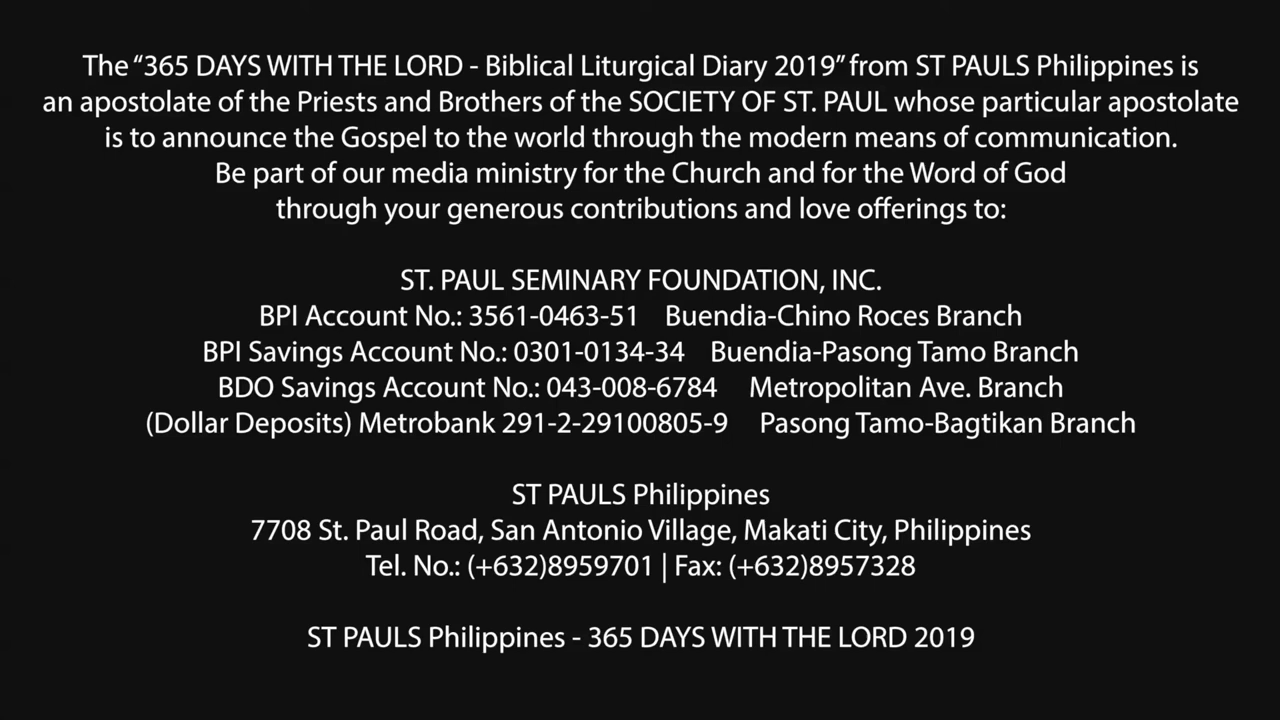 The “365 DAYS WITH THE LORD - Biblical Liturgical Diary 2019” from ST PAULS Philippines is
an apostolate of the Priests and Brothers of the SOCIETY OF ST. PAUL whose particular apostolate
is to announce the Gospel to the world through the modern means of communication.
Be part of our media ministry for the Church and for the Word of God
through your generous contributions and love offerings to:
ST. PAUL SEMINARY FOUNDATION, INC.
BPI Account No.: 3561-0463-51 Buendia-Chino Roces Branch
BPI Savings Account No.: 0301-0134-34 Buendia-Pasong Tamo Branch
BDO Savings Account No.: 043-008-6784 Metropolitan Ave. Branch
(Dollar Deposits) Metrobank 291-2-29100805-9 Pasong Tamo-Bagtikan Branch
ST PAULS Philippines
7708 St. Paul Road, San Antonio Village, Makati City, Philippines
Tel. No.: (+632)8959701 | Fax: (+632)8957328
ST PAULS Philippines - 365 DAYS WITH THE LORD 2019